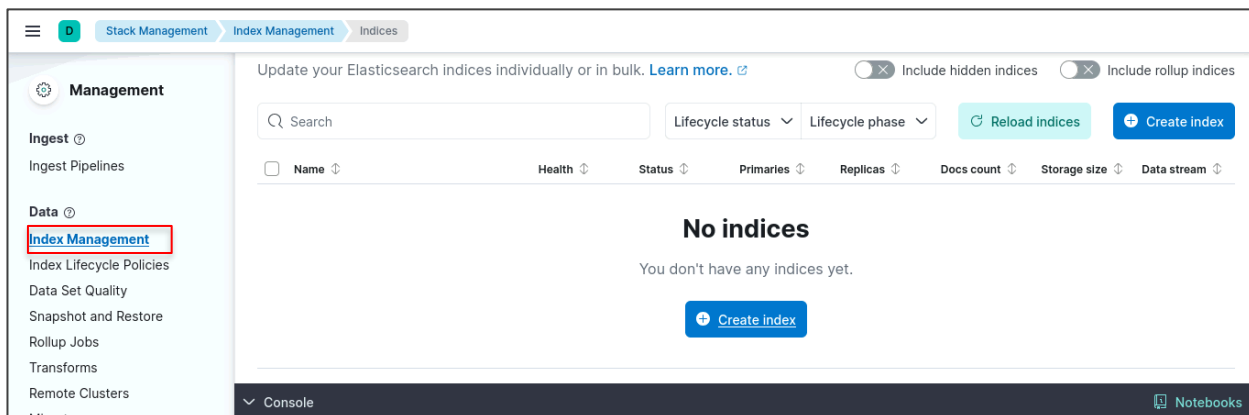 D Stack Management Index Management Indices
Management
Ingest
Ingest Pipelines
Data
Index Management
Index Lifecycle Policies
Data Set Quality
Snapshot and Restore
Rollup Jobs
Transforms
Remote Clusters
Update your Elasticsearch indices individually or in bulk. Learn more. Include hidden indices Include rollup indices
Search Lifecycle status Lifecycle phase Reload indices Create index
Name Health Status Primaries Replicas Docs count Storage size Data stream
No indices
You don't have any indices yet.
Create index
Console Notebooks